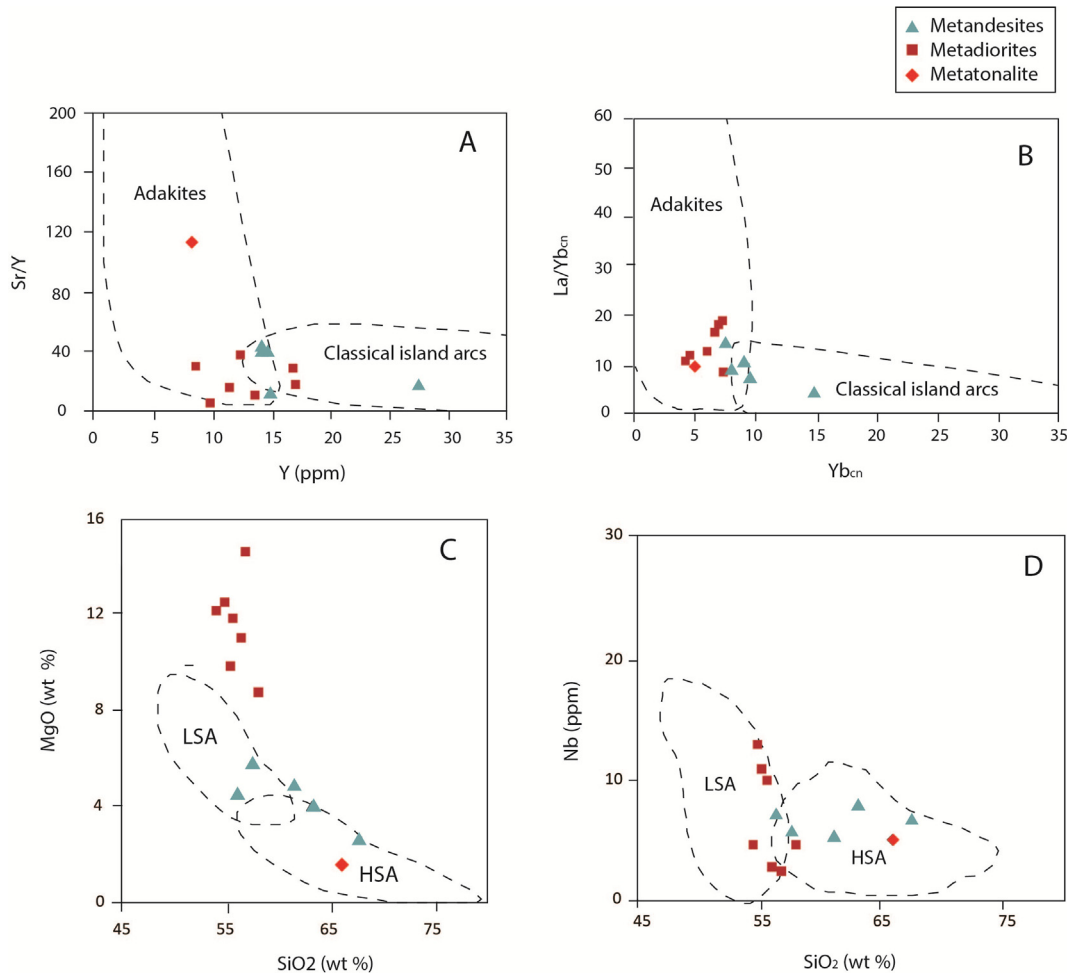 Metandesites
Metadiorites
Metatonalite
A
200
160
120
80
40
0
Sr/Y
Adakites
Classical island arcs
0
5
10
15
20
25
30
35
Y (ppm)
B
60
50
40
30
20
10
0
La/Ybcn
Adakites
Classical island arcs
0
5
10
15
20
25
30
35
Ybcn
C
16
12
8
4
0
MgO (wt %)
LSA
HSA
45
55
65
75
SiO2 (wt %)
D
30
20
10
0
Nb (ppm)
LSA
HSA
45
55
65
75
SiO2 (wt %)